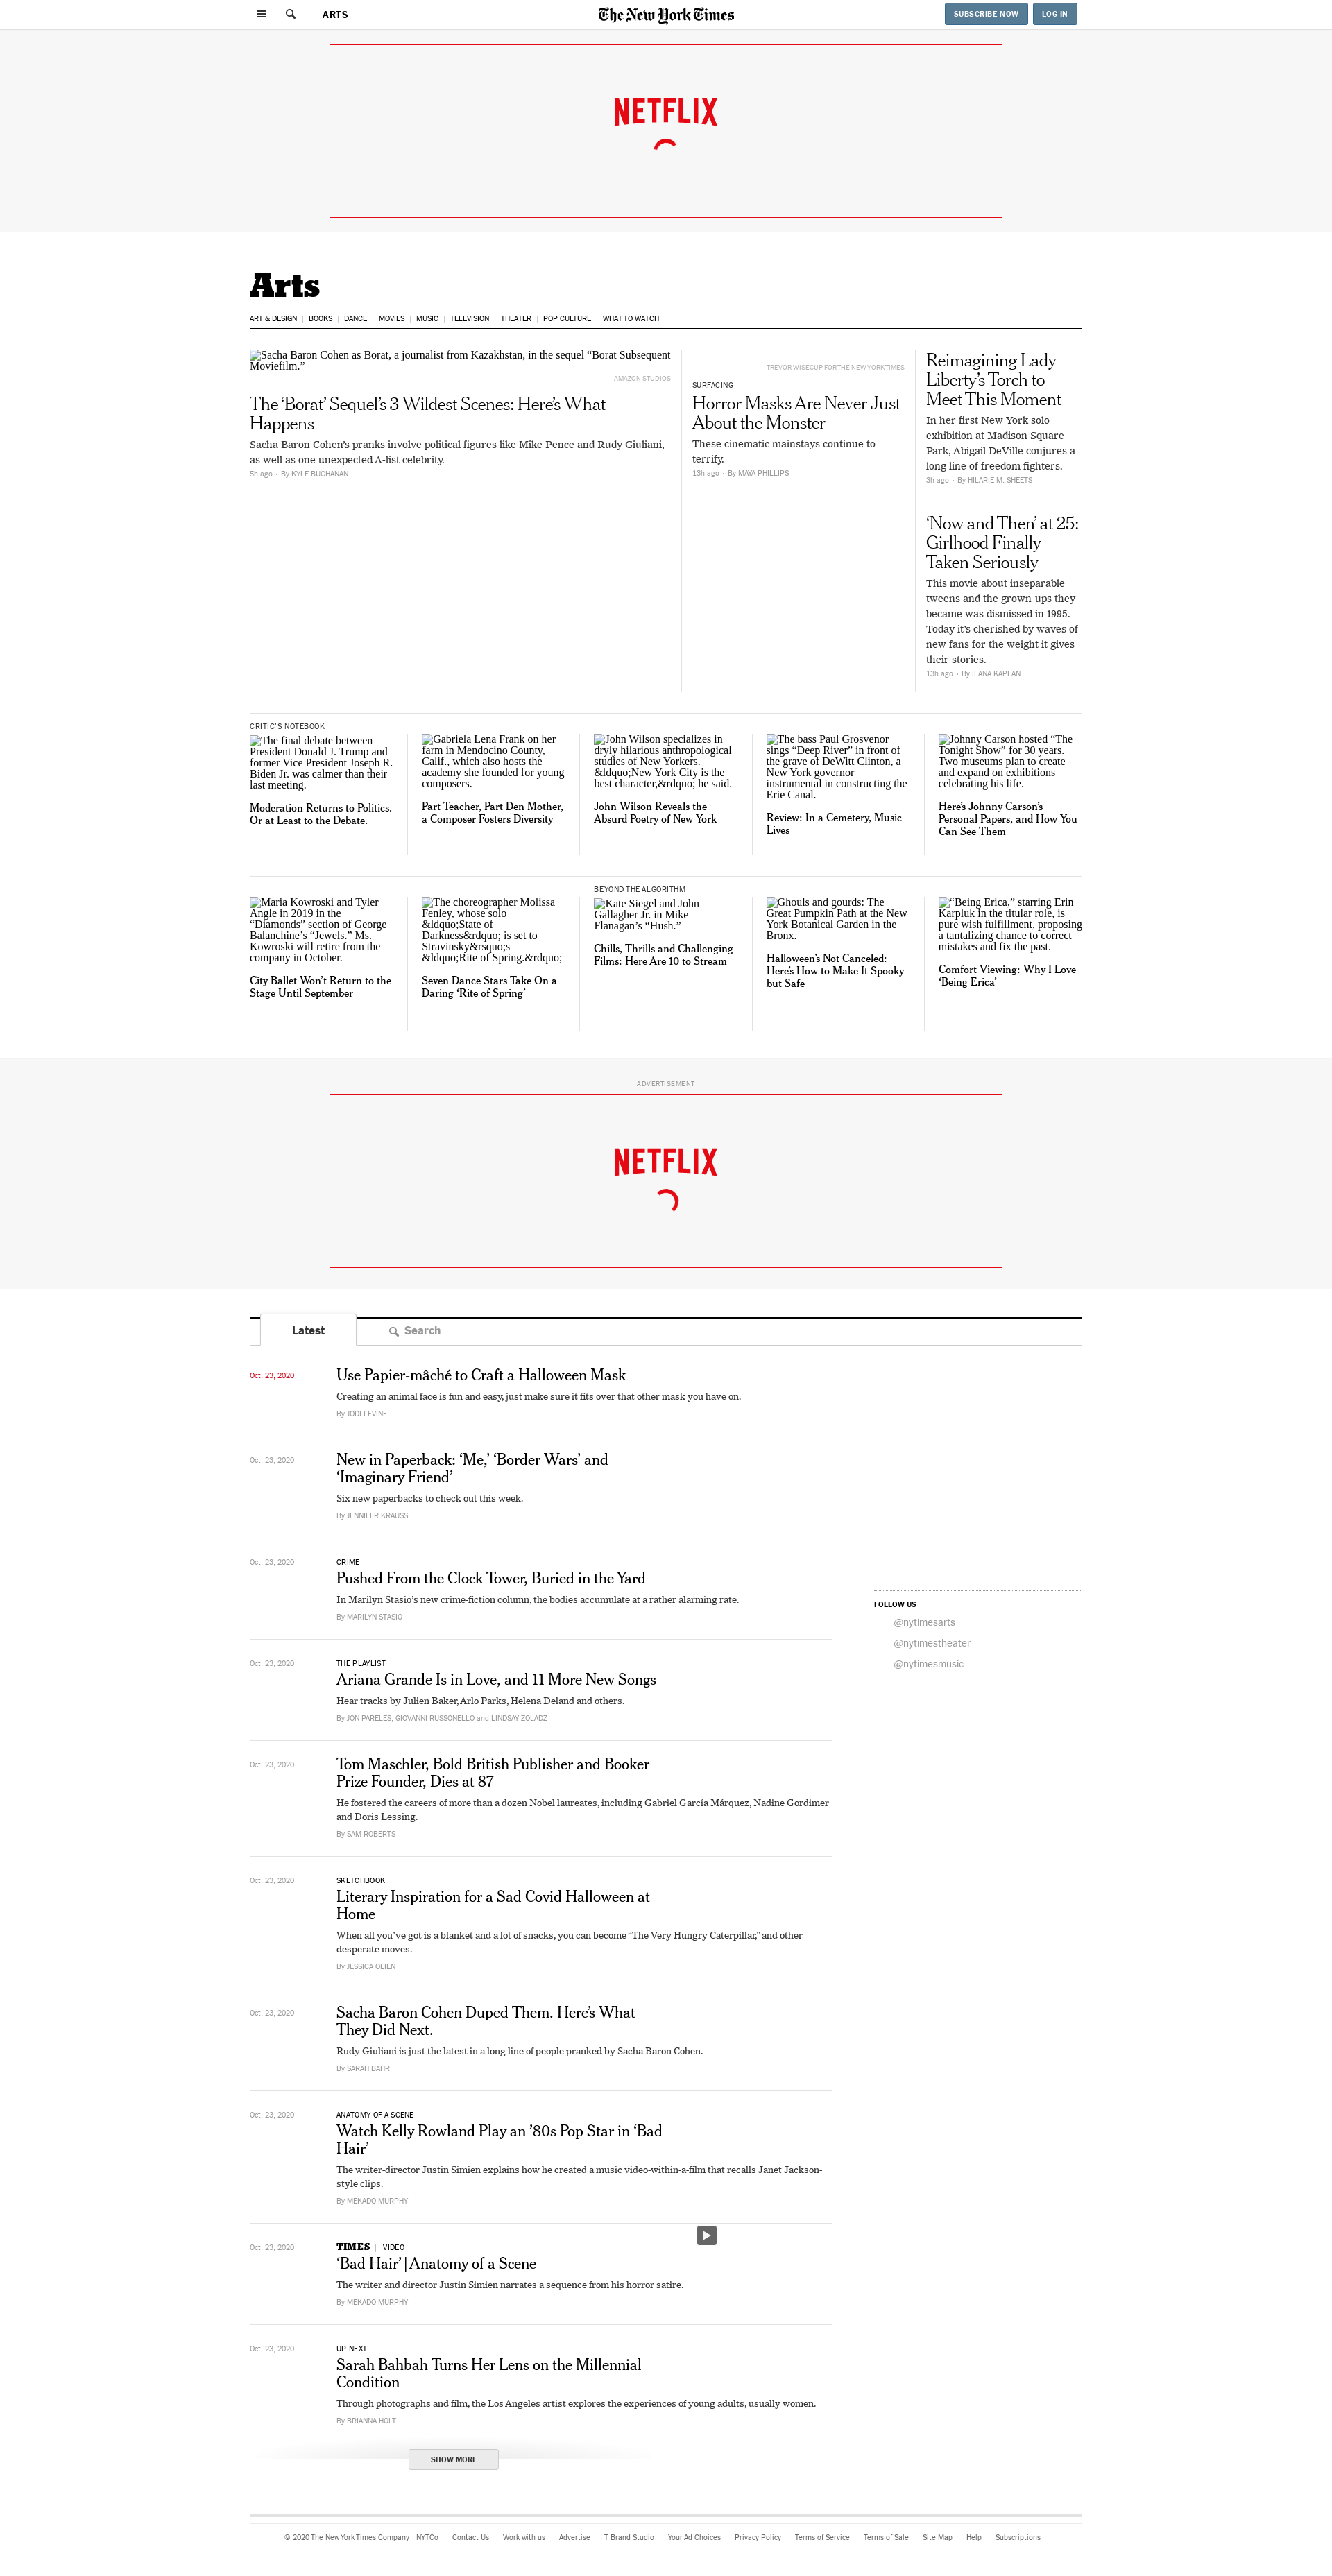 ARTS
The New York Times
SUBSCRIBE NOW
LOG IN
NETFLIX
Arts
ART & DESIGN
BOOKS
DANCE
MOVIES
MUSIC
TELEVISION
THEATER
POP CULTURE
WHAT TO WATCH
Sacha Baron Cohen as Borat, a journalist from Kazakhstan, in the sequel “Borat Subsequent
Moviefilm.”
AMAZON STUDIOS
The ‘Borat’ Sequel’s 3 Wildest Scenes: Here’s What
Happens
Sacha Baron Cohen’s pranks involve political figures like Mike Pence and Rudy Giuliani,
as well as one unexpected A-list celebrity.
5h ago - By KYLE BUCHANAN
TREVOR WISECUP FOR THE NEW YORK TIMES
SURFACING
Horror Masks Are Never Just
About the Monster
These cinematic mainstays continue to
terrify.
13h ago - By MAYA PHILLIPS
Reimagining Lady
Liberty’s Torch to
Meet This Moment
In her first New York solo
exhibition at Madison Square
Park, Abigail DeVille conjures a
long line of freedom fighters.
3h ago - By HILARIE M. SHEETS
‘Now and Then’ at 25:
Girlhood Finally
Taken Seriously
This movie about inseparable
tweens and the grown-ups they
became was dismissed in 1995.
Today it’s cherished by waves of
new fans for the weight it gives
their stories.
13h ago - By ILANA KAPLAN
CRITIC’S NOTEBOOK
The final debate between
President Donald J. Trump and
former Vice President Joseph R.
Biden Jr. was calmer than their
last meeting.
Moderation Returns to Politics.
Or at Least to the Debate.
Gabriela Lena Frank on her
farm in Mendocino County,
Calif., which also hosts the
academy she founded for young
composers.
Part Teacher, Part Den Mother,
a Composer Fosters Diversity
John Wilson specializes in
dryly hilarious anthropological
studies of New Yorkers.
&ldquo;New York City is the
best character,&rdquo; he said.
John Wilson Reveals the
Absurd Poetry of New York
The bass Paul Grosvenor
sings “Deep River” in front of
the grave of DeWitt Clinton, a
New York governor
instrumental in constructing the
Erie Canal.
Review: In a Cemetery, Music
Lives
Johnny Carson hosted “The
Tonight Show” for 30 years.
Two museums plan to create
and expand on exhibitions
celebrating his life.
Here’s Johnny Carson’s
Personal Papers, and How You
Can See Them
Maria Kowroski and Tyler
Angle in 2019 in the
“Diamonds” section of George
Balanchine’s “Jewels.” Ms.
Kowroski will retire from the
company in October.
City Ballet Won’t Return to the
Stage Until September
The choreographer Molissa
Fenley, whose solo
&ldquo;State of
Darkness&rdquo; is set to
Stravinsky&rsquo;s
&ldquo;Rite of Spring.&rdquo;
Seven Dance Stars Take On a
Daring ‘Rite of Spring’
BEYOND THE ALGORITHM
Kate Siegel and John
Gallagher Jr. in Mike
Flanagan’s “Hush.”
Chills, Thrills and Challenging
Films: Here Are 10 to Stream
Ghouls and gourds: The
Great Pumpkin Path at the New
York Botanical Garden in the
Bronx.
Halloween’s Not Canceled:
Here’s How to Make It Spooky
but Safe
“Being Erica,” starring Erin
Karpluk in the titular role, is
pure wish fulfillment, proposing
a tantalizing chance to correct
mistakes and fix the past.
Comfort Viewing: Why I Love
‘Being Erica’
ADVERTISEMENT
NETFLIX
Latest
Search
Oct. 23, 2020
Use Papier-mâché to Craft a Halloween Mask
Creating an animal face is fun and easy, just make sure it fits over that other mask you have on.
By JODI LEVINE
Oct. 23, 2020
New in Paperback: ‘Me,’ ‘Border Wars’ and
‘Imaginary Friend’
Six new paperbacks to check out this week.
By JENNIFER KRAUSS
Oct. 23, 2020
CRIME
Pushed From the Clock Tower, Buried in the Yard
In Marilyn Stasio’s new crime-fiction column, the bodies accumulate at a rather alarming rate.
By MARILYN STASIO
FOLLOW US
@nytimesarts
@nytimestheater
@nytimesmusic
Oct. 23, 2020
THE PLAYLIST
Ariana Grande Is in Love, and 11 More New Songs
Hear tracks by Julien Baker, Arlo Parks, Helena Deland and others.
By JON PARELES, GIOVANNI RUSSONELLO and LINDSAY ZOLADZ
Oct. 23, 2020
Tom Maschler, Bold British Publisher and Booker
Prize Founder, Dies at 87
He fostered the careers of more than a dozen Nobel laureates, including Gabriel García Márquez, Nadine Gordimer
and Doris Lessing.
By SAM ROBERTS
Oct. 23, 2020
SKETCHBOOK
Literary Inspiration for a Sad Covid Halloween at
Home
When all you’ve got is a blanket and a lot of snacks, you can become “The Very Hungry Caterpillar,” and other
desperate moves.
By JESSICA OLIEN
Oct. 23, 2020
Sacha Baron Cohen Duped Them. Here’s What
They Did Next.
Rudy Giuliani is just the latest in a long line of people pranked by Sacha Baron Cohen.
By SARAH BAHR
Oct. 23, 2020
ANATOMY OF A SCENE
Watch Kelly Rowland Play an ’80s Pop Star in ‘Bad
Hair’
The writer-director Justin Simien explains how he created a music video-within-a-film that recalls Janet Jackson-
style clips.
By MEKADO MURPHY
Oct. 23, 2020
TIMES | VIDEO
‘Bad Hair’ | Anatomy of a Scene
The writer and director Justin Simien narrates a sequence from his horror satire.
By MEKADO MURPHY
Oct. 23, 2020
UP NEXT
Sarah Bahbah Turns Her Lens on the Millennial
Condition
Through photographs and film, the Los Angeles artist explores the experiences of young adults, usually women.
By BRIANNA HOLT
SHOW MORE
© 2020 The New York Times Company NYTCo Contact Us Work with us Advertise T Brand Studio Your Ad Choices Privacy Policy Terms of Service Terms of Sale Site Map Help Subscriptions